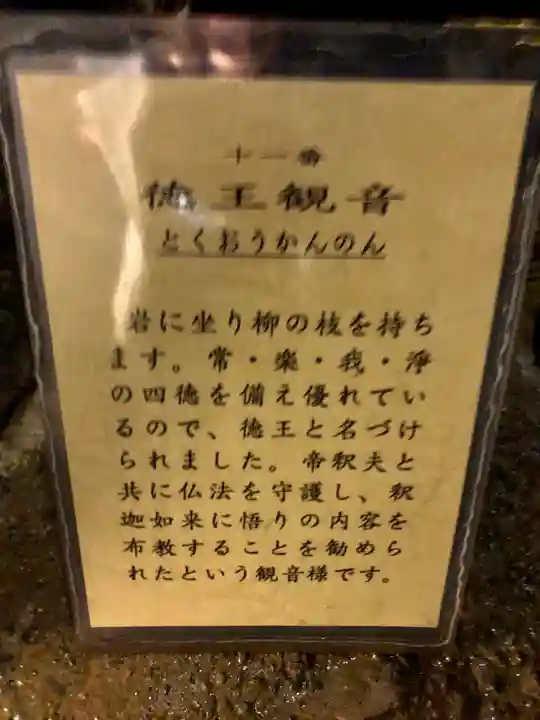 十一番
徳王観音
とくおうかんのん
岩に坐り柳の枝を持ち
ます。常・楽・我・浄
の四徳を備え優れてい
るので、徳王と名づけ
られました。帝釈夫と
共に仏法を守護し、釈
迦如来に悟りの内容を
布教することを勧めら
れたという観音様です。